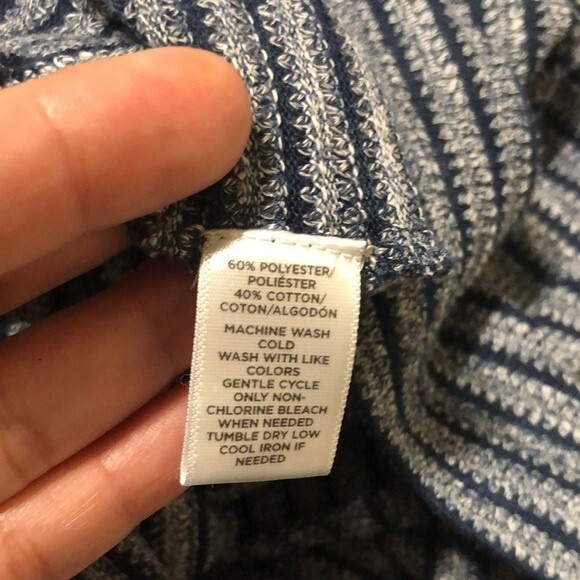 60% POLYESTER/
POLIÉSTER
40% COTTON/
COTON/ALGODÓN
MACHINE WASH
COLD
WASH WITH LIKE
COLORS
GENTLE CYCLE
ONLY NON-
CHLORINE BLEACH
WHEN NEEDED
TUMBLE DRY LOW
COOL IRON IF
NEEDED